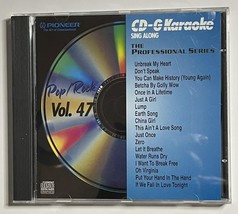 PIONEER
The Art of Entertainment
Pop/Rock
Vol. 47
CD-G Karaoke
SING ALONG
THE
PROFESSIONAL SERIES
Unbreak My Heart
Don't Speak
You Can Make History (Young Again)
Betcha By Golly Wow
Once In A Lifetime
Just A Girl
Lump
Earth Song
China Girl
This Ain't A Love Song
Just Once
Zero
Let It Breathe
Water Runs Dry
I Want To Break Free
Oh Virginia
Put Your Hand In The Hand
If We Fall In Love Tonight